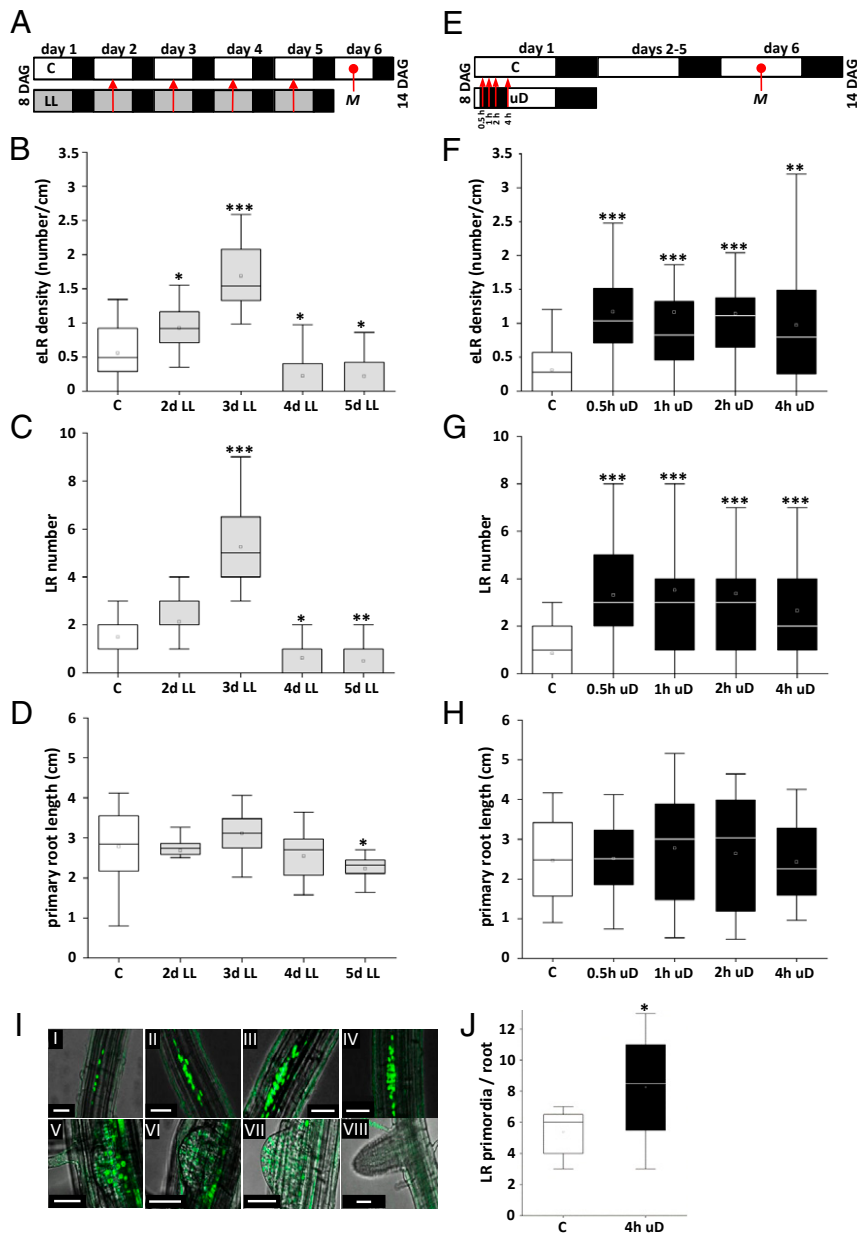 A
day 1 day 2 day 3 day 4 day 5 day 6
8 DAG
C
LL
M
14 DAG
E
day 1 days 2-5 day 6
8 DAG
C
uD
0.5 h
1 h
2 h
4 h
M
14 DAG
B
eLR density (number/cm)
3.5
3
2.5
2
1.5
1
0.5
0
*
***
*
*
C 2d LL 3d LL 4d LL 5d LL
F
eLR density (number/cm)
3.5
3
2.5
2
1.5
1
0.5
0
***
***
***
**
C 0.5h uD 1h uD 2h uD 4h uD
C
LR number
10
8
6
4
2
0
***
*
**
C 2d LL 3d LL 4d LL 5d LL
G
LR number
10
8
6
4
2
0
***
***
***
***
C 0.5h uD 1h uD 2h uD 4h uD
D
primary root length (cm)
6
5
4
3
2
1
0
*
C 2d LL 3d LL 4d LL 5d LL
H
primary root length (cm)
6
5
4
3
2
1
0
C 0.5h uD 1h uD 2h uD 4h uD
I
I II III IV
V VI VII VIII
J
LR primordia / root
12
10
8
6
4
2
0
*
C 4h uD